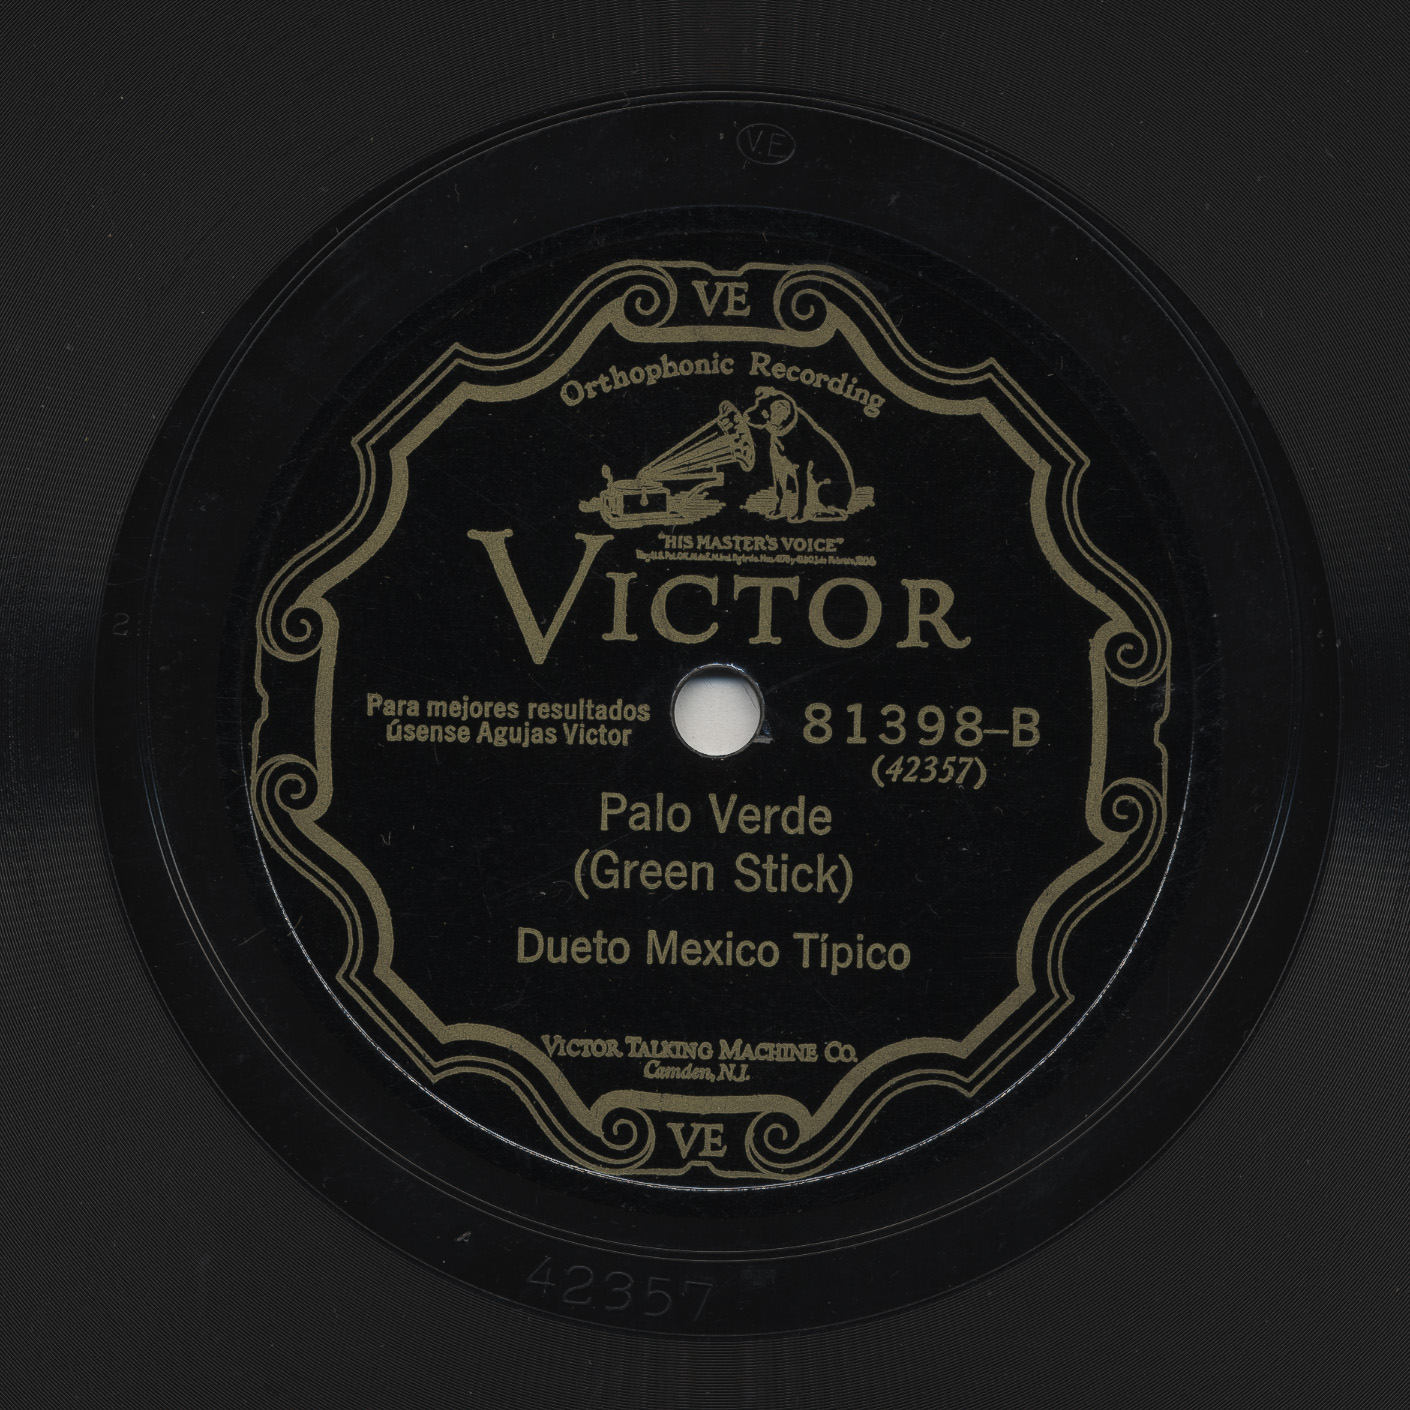 V.E
VE
Orthophonic Recording
"HIS MASTER'S VOICE"
VICTOR
Para mejores resultados
úsense Agujas Victor
81398-B
(42357)
Palo Verde
(Green Stick)
Dueto Mexico Típico
VICTOR TALKING MACHINE CO.
Camden, N.J.
VE
42357